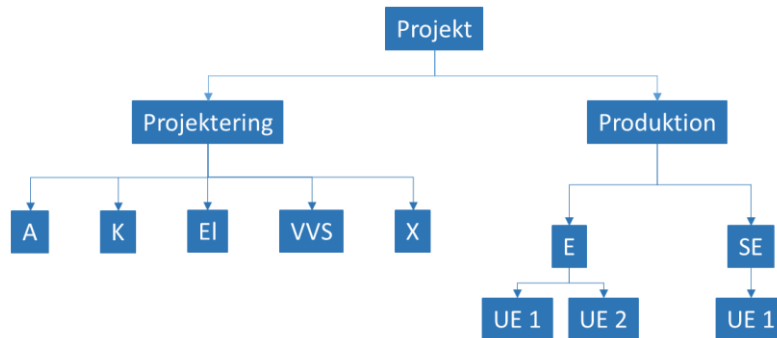 Projekt
Projektering
Produktion
A
K
El
VVS
X
E
SE
UE 1
UE 2
UE 1